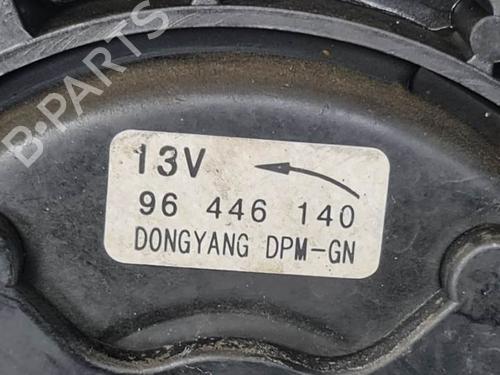 B-PARTS
13V
96 446 140
DONGYANG DPM-GN